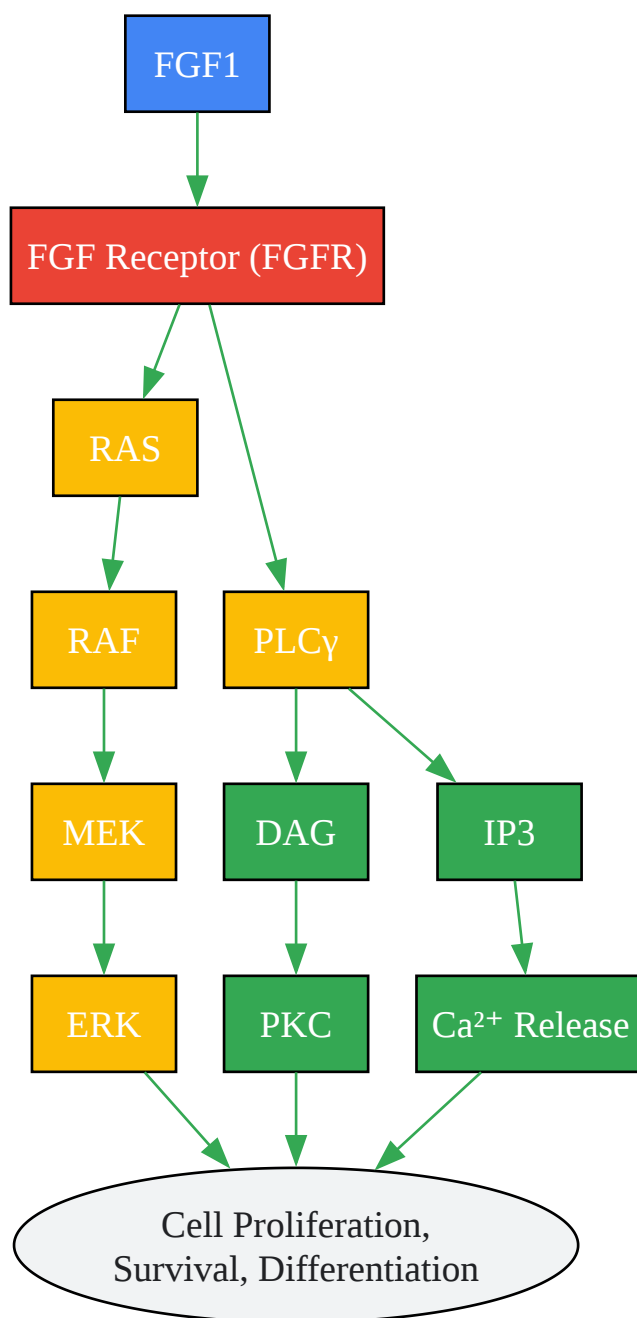 FGF1
FGF Receptor (FGFR)
RAS
RAF
PLCγ
MEK
DAG
IP3
ERK
PKC
Ca²⁺ Release
Cell Proliferation,
Survival, Differentiation